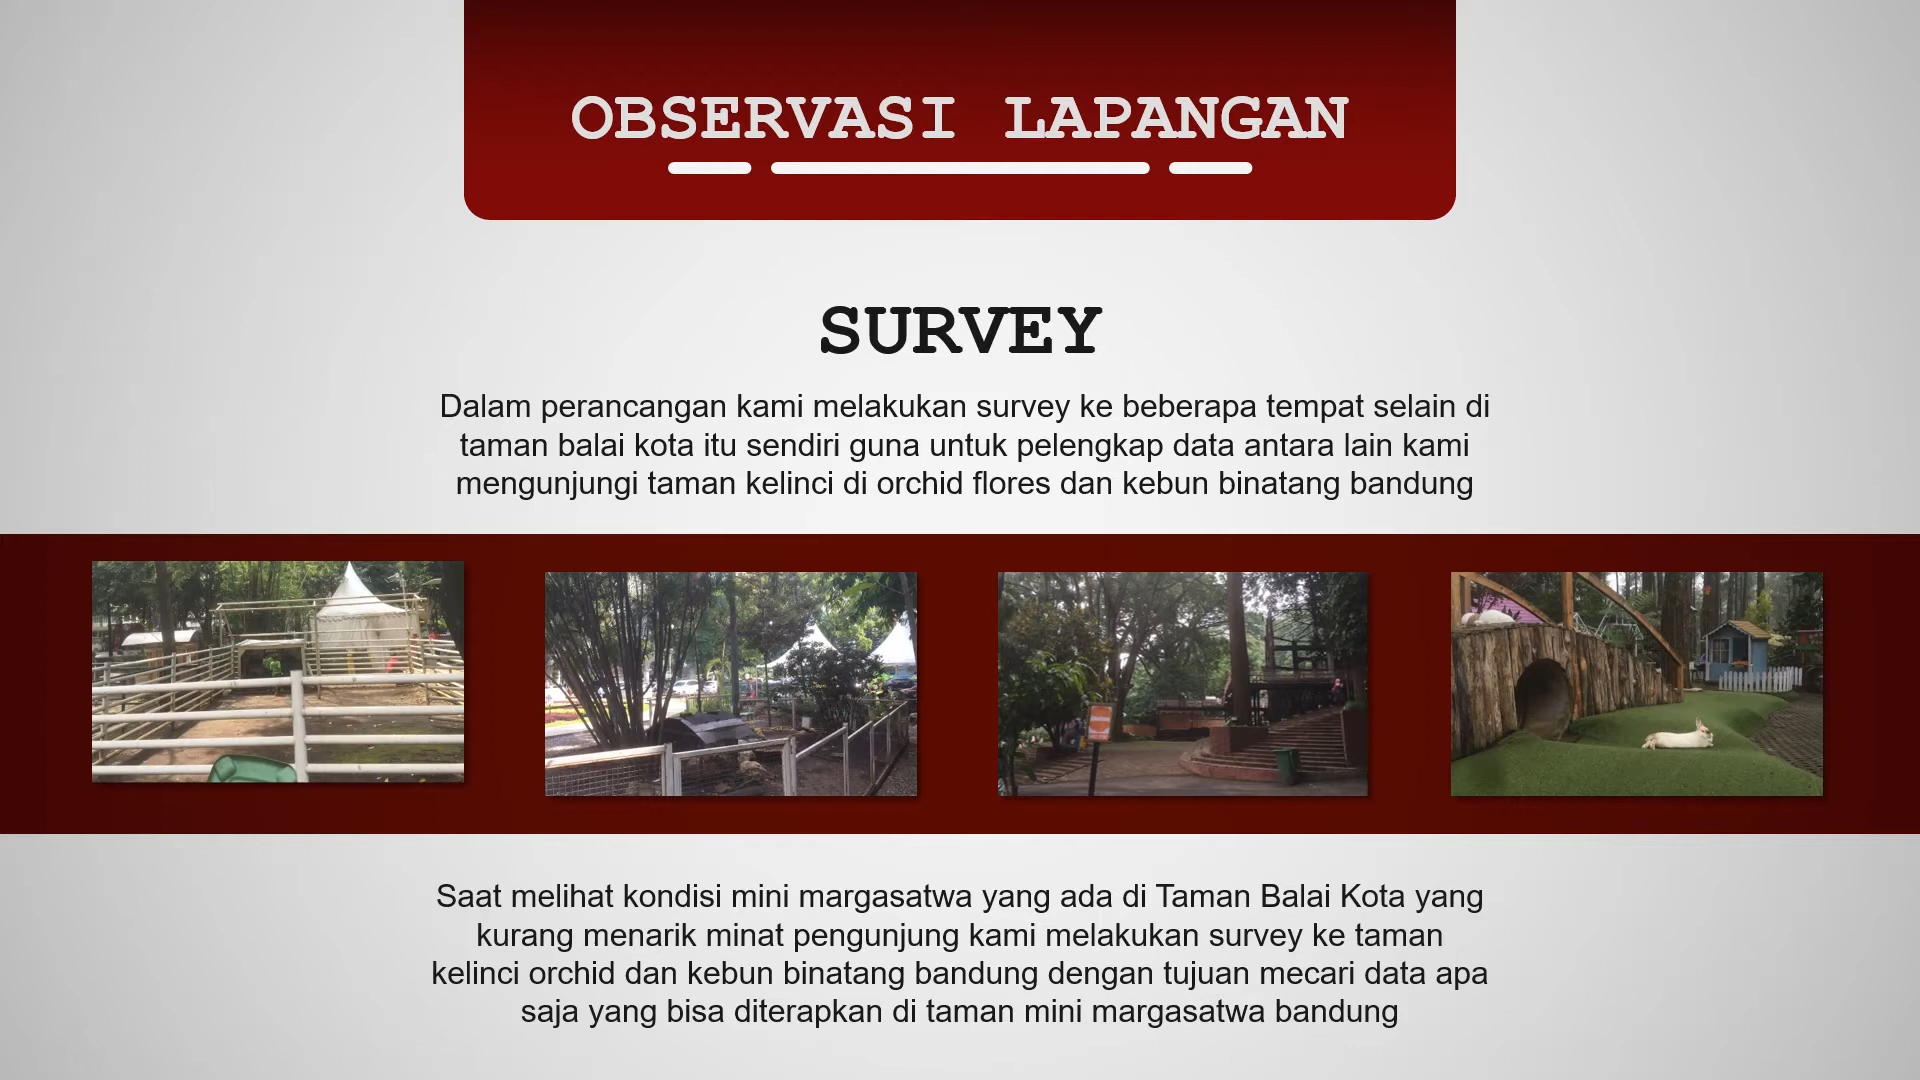 OBSERVASI LAPANGAN
SURVEY
Dalam perancangan kami melakukan survey ke beberapa tempat selain di
taman balai kota itu sendiri guna untuk pelengkap data antara lain kami
mengunjungi taman kelinci di orchid flores dan kebun binatang bandung
Saat melihat kondisi mini margasatwa yang ada di Taman Balai Kota yang
kurang menarik minat pengunjung kami melakukan survey ke taman
kelinci orchid dan kebun binatang bandung dengan tujuan mecari data apa
saja yang bisa diterapkan di taman mini margasatwa bandung